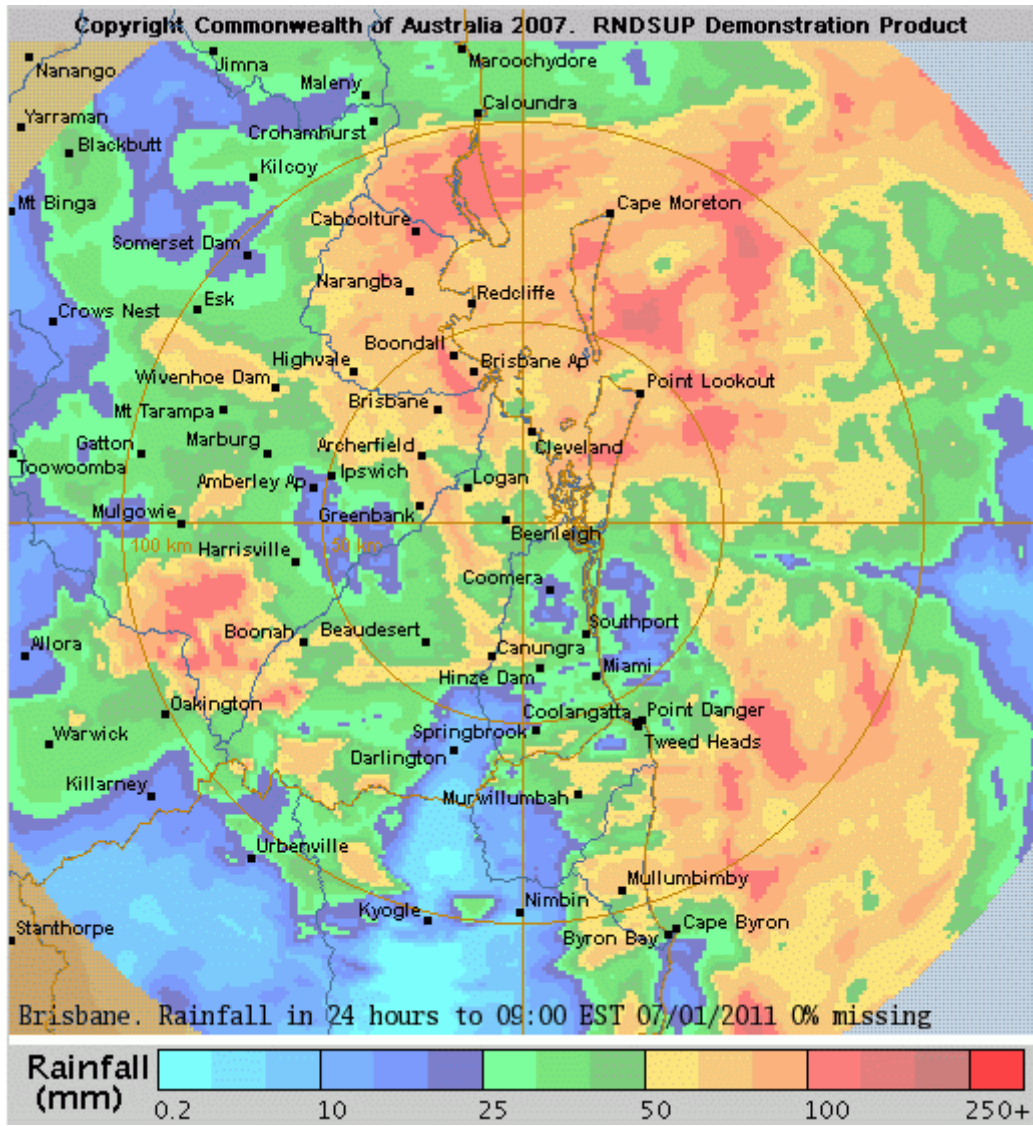 Copyright Commonwealth of Australia 2007. RNDSUP Demonstration Product
Nanango
Jimna
Maroochydore
Maleny
Caloundra
Yarraman
Crohamhurst
Blackbutt
Kilcoy
Mt Binga
Cape Moreton
Caboolture
Somerset Dam
Narangba
Redcliffe
Esk
Crows Nest
Boondall
Highvale
Brisbane Ap
Wivenhoe Dam
Point Lookout
Brisbane
Mt Tarampa
Gatton
Marburg
Archerfield
Cleveland
Toowoomba
Ipswich
Logan
Amberley Ap
Mulgowie
Greenbank
Beenleigh
100 km
50 km
Harrisville
Coomera
Allora
Boonah
Beaudesert
Southport
Canungra
Hinze Dam
Miami
Oakington
Coolangatta
Point Danger
Warwick
Springbrook
Tweed Heads
Darlington
Killarney
Murwillumbah
Urbenville
Mullumbimby
Kyogle
Nimbin
Stanthorpe
Byron Bay
Cape Byron
Brisbane. Rainfall in 24 hours to 09:00 EST 07/01/2011 0% missing
Rainfall
(mm)
0.2 10 25 50 100 250+